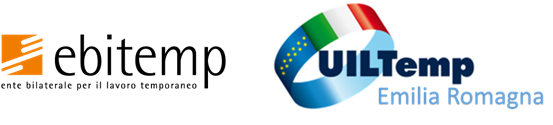 ebitemp
ente bilaterale per il lavoro temporaneo
UILTemp
Emilia Romagna